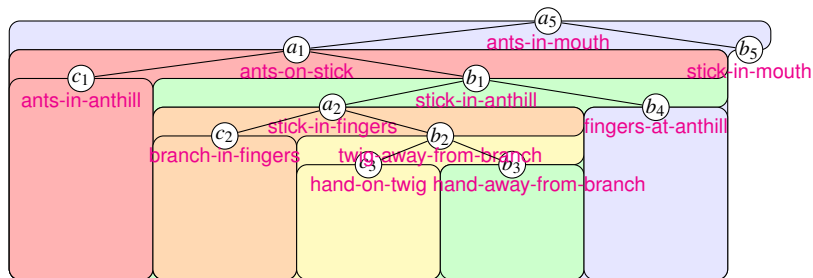 a5
ants-in-mouth
a1
ants-on-stick
b5
stick-in-mouth
c1
ants-in-anthill
b1
stick-in-anthill
a2
stick-in-fingers
b4
fingers-at-anthill
c2
branch-in-fingers
b2
twig-away-from-branch
c3
hand-on-twig
b3
hand-away-from-branch